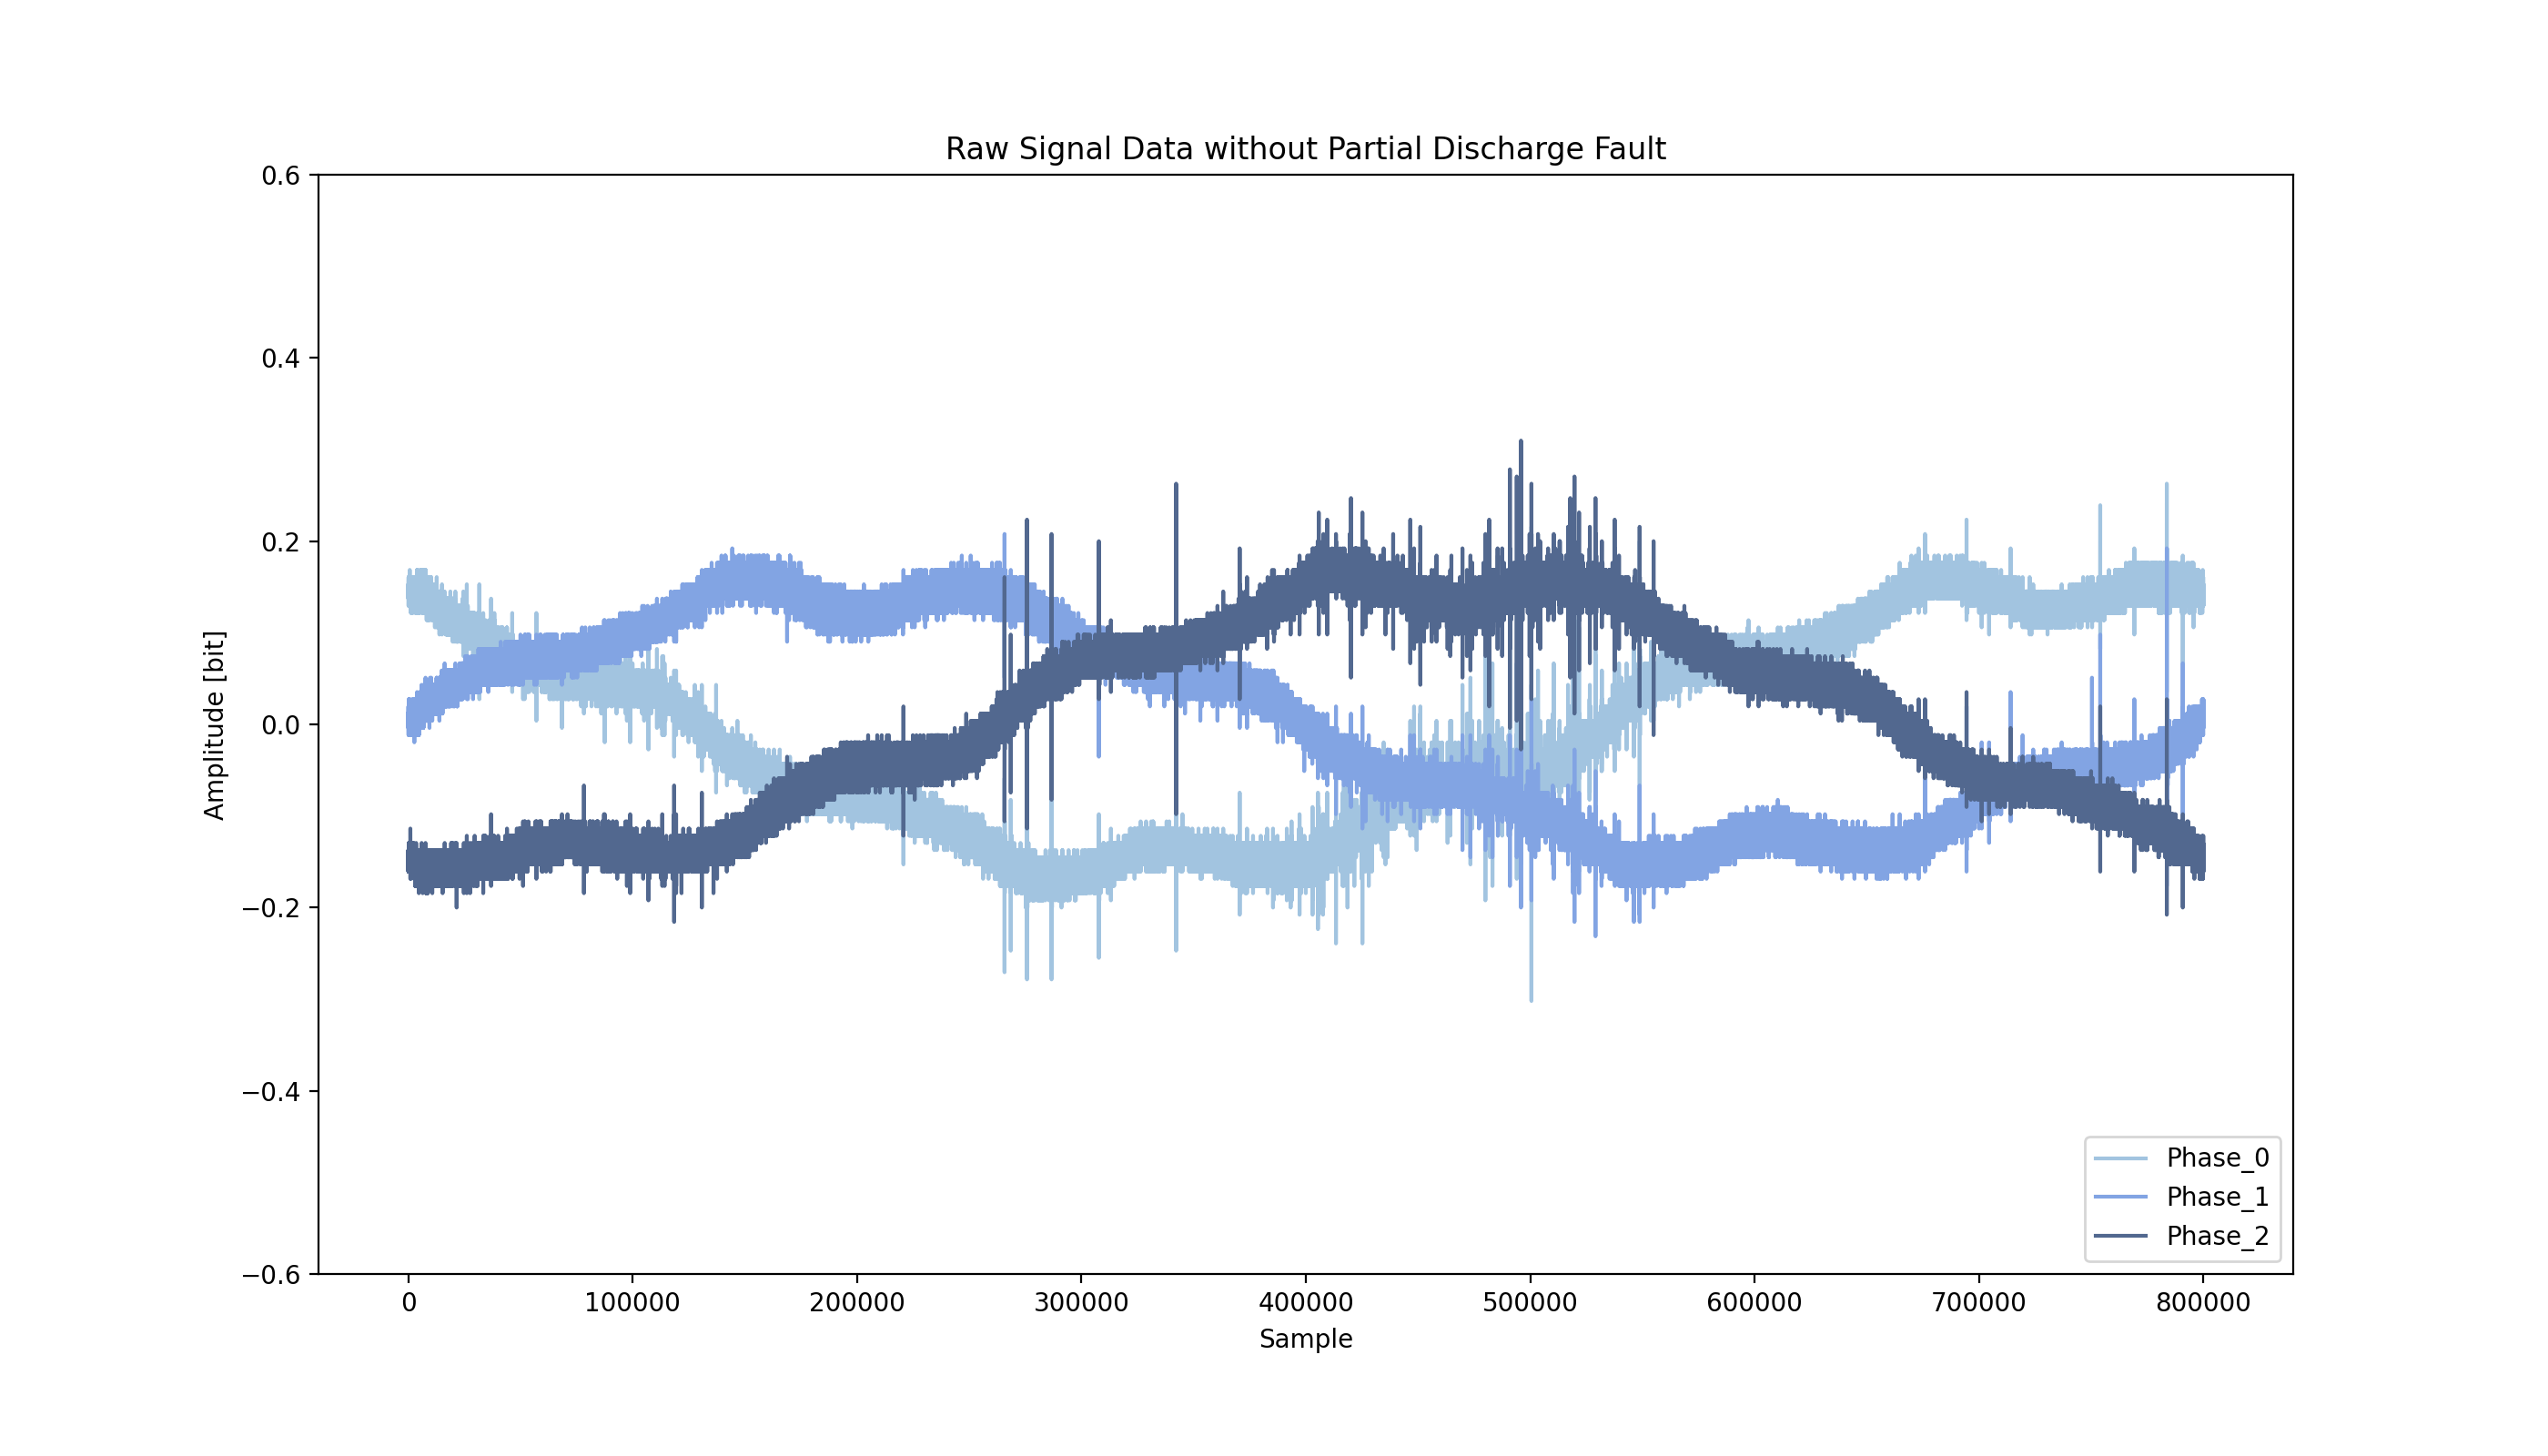 Raw Signal Data without Partial Discharge Fault
0.6
0.4
0.2
0.0
−0.2
−0.4
−0.6
Amplitude [bit]
0 100000 200000 300000 400000 500000 600000 700000 800000
Sample
Phase_0
Phase_1
Phase_2